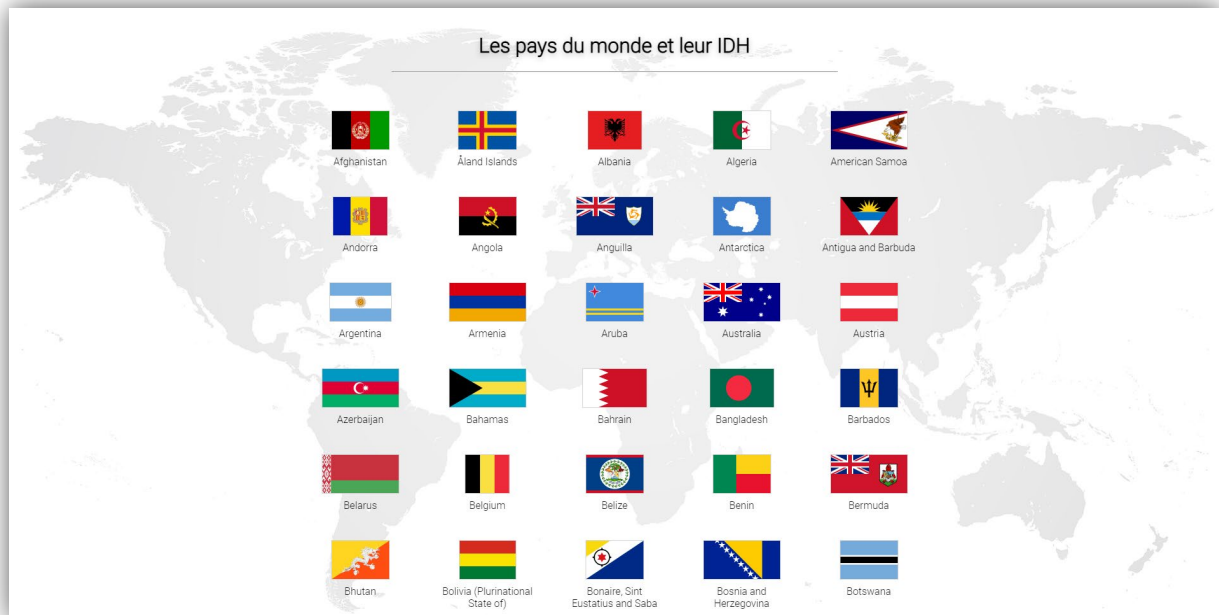 Les pays du monde et leur IDH
Afghanistan
Åland Islands
Albania
Algeria
American Samoa
Andorra
Angola
Anguilla
Antarctica
Antigua and Barbuda
Argentina
Armenia
Aruba
Australia
Austria
Azerbaijan
Bahamas
Bahrain
Bangladesh
Barbados
Belarus
Belgium
Belize
Benin
Bermuda
Bhutan
Bolivia (Plurinational
State of)
Bonaire, Sint
Eustatius and Saba
Bosnia and
Herzegovina
Botswana